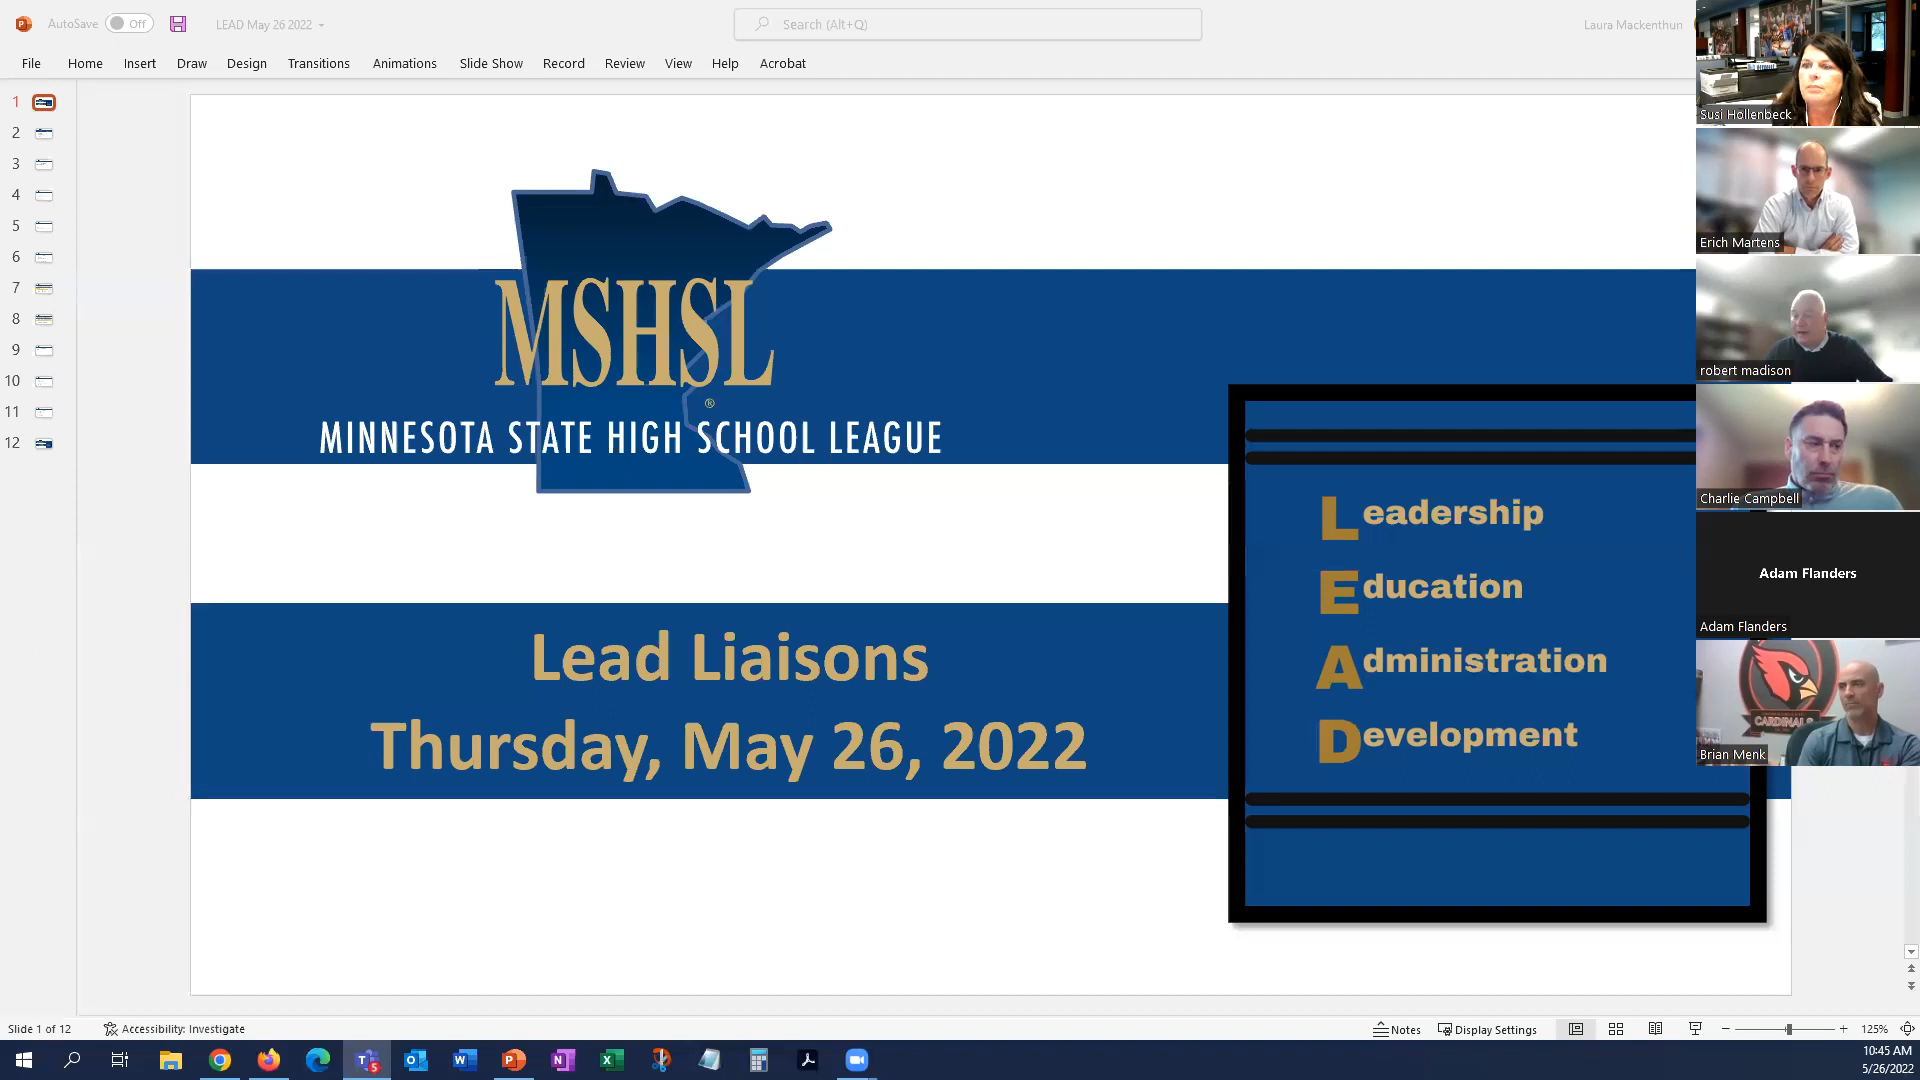 AutoSave Off LEAD May 26 2022 Search (Alt+Q) Laura Mackenthun
File Home Insert Draw Design Transitions Animations Slide Show Record Review View Help Acrobat
1
2
3
4
5
6
7
8
9
10
11
12
MSHSL
®
MINNESOTA STATE HIGH SCHOOL LEAGUE
Lead Liaisons
Thursday, May 26, 2022
Leadership
Education
Administration
Development
Susi Hollenbeck
Erich Martens
robert madison
Charlie Campbell
Adam Flanders
Adam Flanders
CARDINALS
Brian Menk
Slide 1 of 12 Accessibility: Investigate Notes Display Settings 125%
10:45 AM
5/26/2022